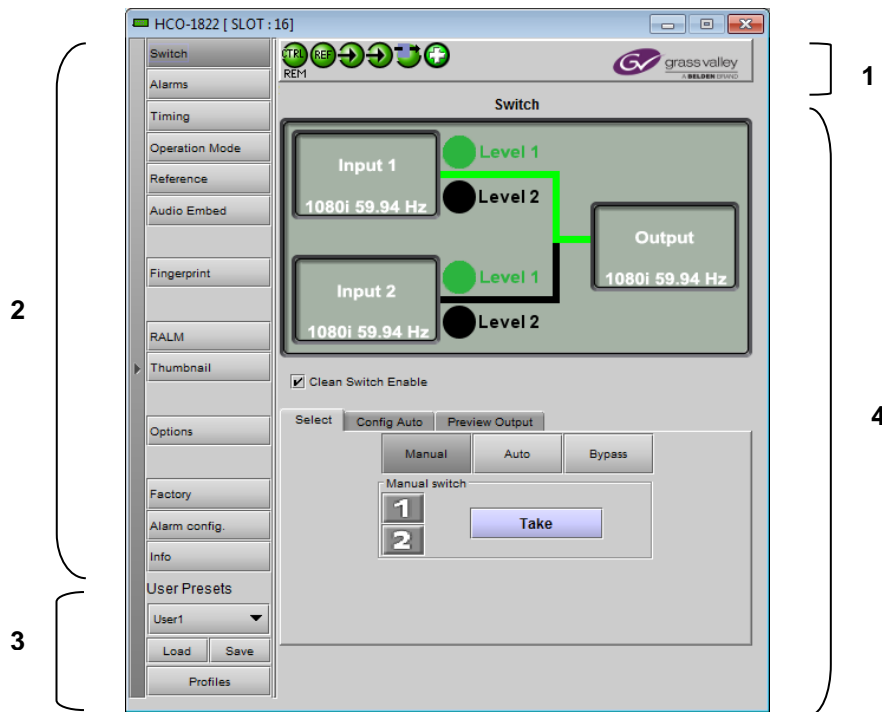 HCO-1822 [ SLOT : 16]
Switch
Alarms
Timing
Operation Mode
Reference
Audio Embed
Fingerprint
RALM
Thumbnail
Options
Factory
Alarm config.
Info
User Presets
User1
Load Save
Profiles
CTRL REF
REM
grass valley
A BELDEN BRAND
Switch
Input 1
1080i 59.94 Hz
Level 1
Level 2
Input 2
1080i 59.94 Hz
Level 1
Level 2
Output
1080i 59.94 Hz
Clean Switch Enable
Select Config Auto Preview Output
Manual Auto Bypass
Manual switch
1
2
Take
1
2
3
4